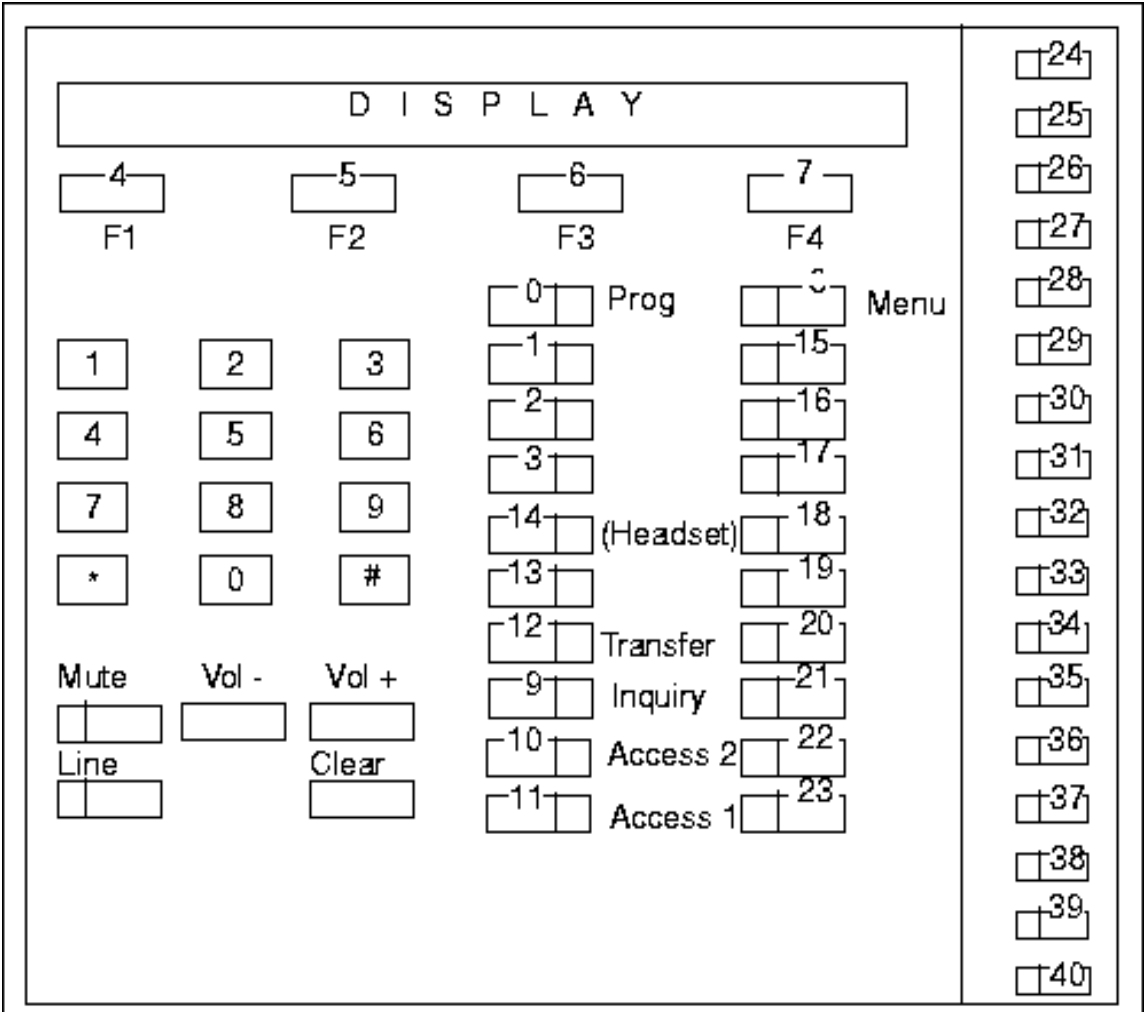 D I S P L A Y
4 5 6 7
F1 F2 F3 F4
0 Prog Menu
1 15
2 16
3 17
14 (Headset) 18
13 19
12 Transfer 20
9 Inquiry 21
10 Access 2 22
11 Access 1 23
1 2 3
4 5 6
7 8 9
* 0 #
Mute Vol - Vol +
Line Clear
24
25
26
27
28
29
30
31
32
33
34
35
36
37
38
39
40